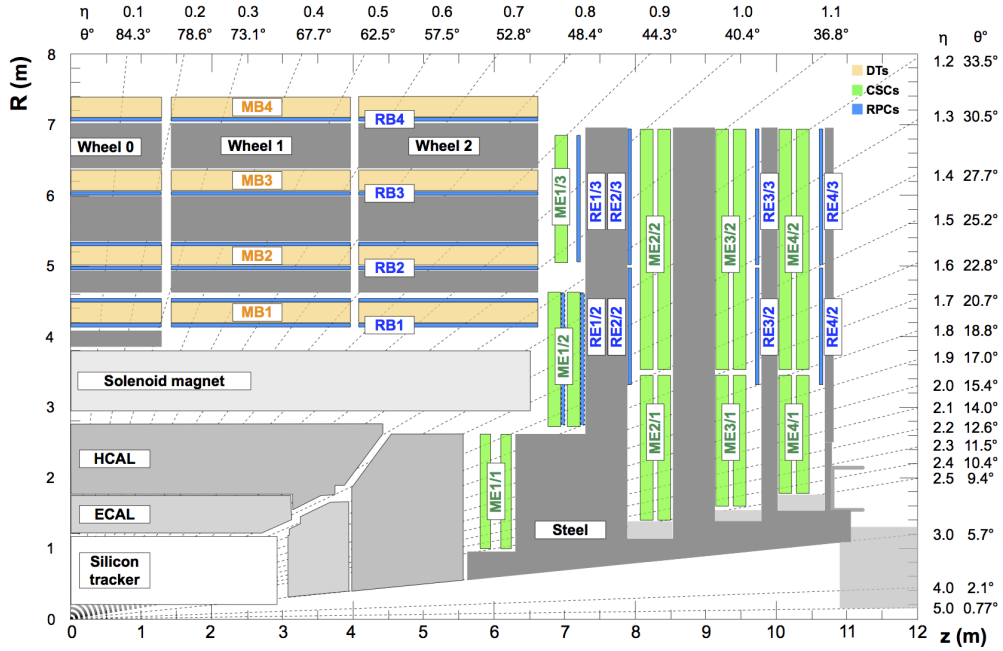 η 0.1 0.2 0.3 0.4 0.5 0.6 0.7 0.8 0.9 1.0 1.1
θ° 84.3° 78.6° 73.1° 67.7° 62.5° 57.5° 52.8° 48.4° 44.3° 40.4° 36.8° η θ°
R (m)
8
7
6
5
4
3
2
1
0
1.2 33.5°
1.3 30.5°
1.4 27.7°
1.5 25.2°
1.6 22.8°
1.7 20.7°
1.8 18.8°
1.9 17.0°
2.0 15.4°
2.1 14.0°
2.2 12.6°
2.3 11.5°
2.4 10.4°
2.5 9.4°
3.0 5.7°
4.0 2.1°
5.0 0.77°
DTs
CSCs
RPCs
MB4
RB4
Wheel 0 Wheel 1 Wheel 2
MB3
RB3
MB2
RB2
MB1
RB1
ME1/3
RE1/3
RE2/3
ME2/2
ME3/2
RE3/3
ME4/2
RE4/3
ME1/2
RE1/2
RE2/2
RE3/2
RE4/2
Solenoid magnet
HCAL
ECAL
Silicon
tracker
ME1/1
ME2/1
ME3/1
ME4/1
Steel
0 1 2 3 4 5 6 7 8 9 10 11 12
z (m)